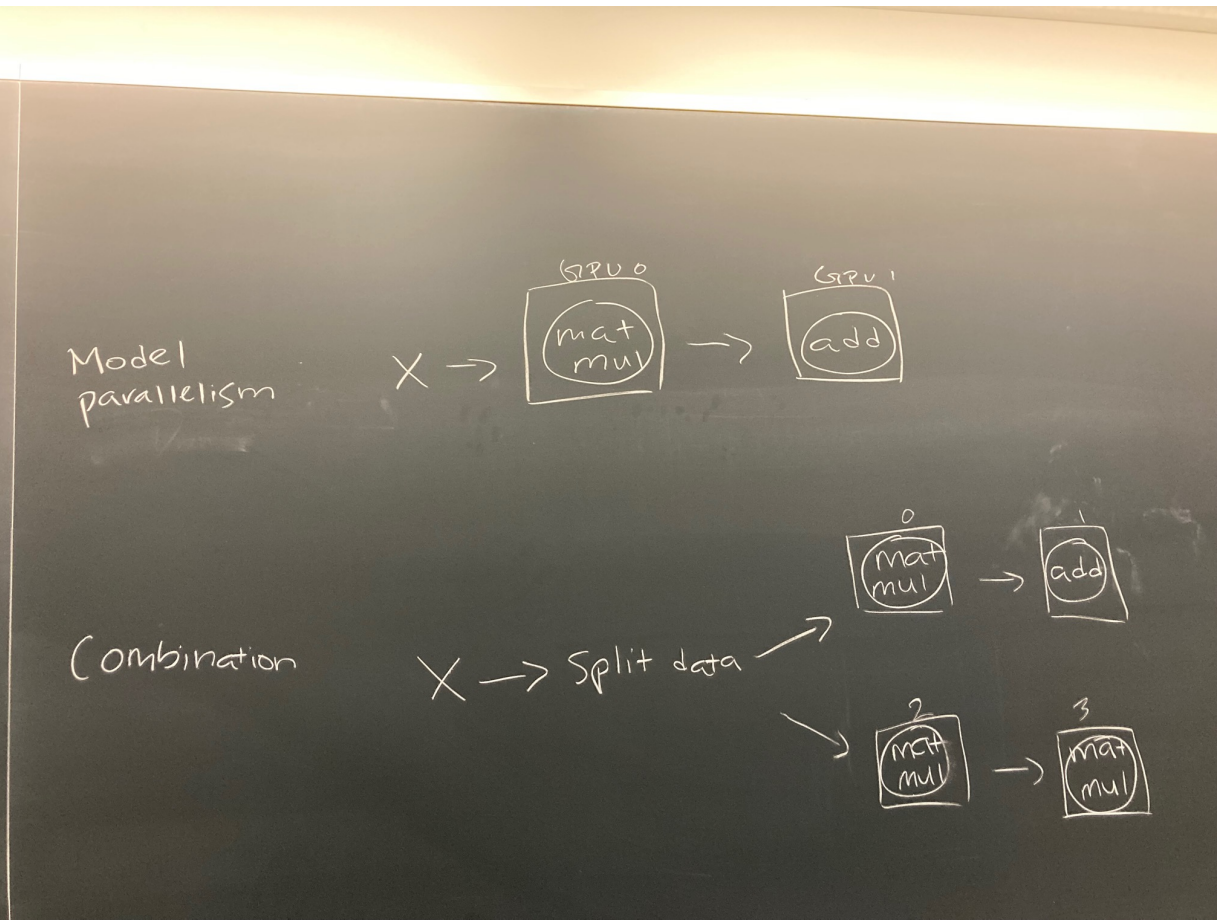 GPU 0
GPU 1
Model
parallelism
X → mat
mul → add
0
1
mat
mul → add
Combination
X → Split data
2
3
mat
mul → mat
mul